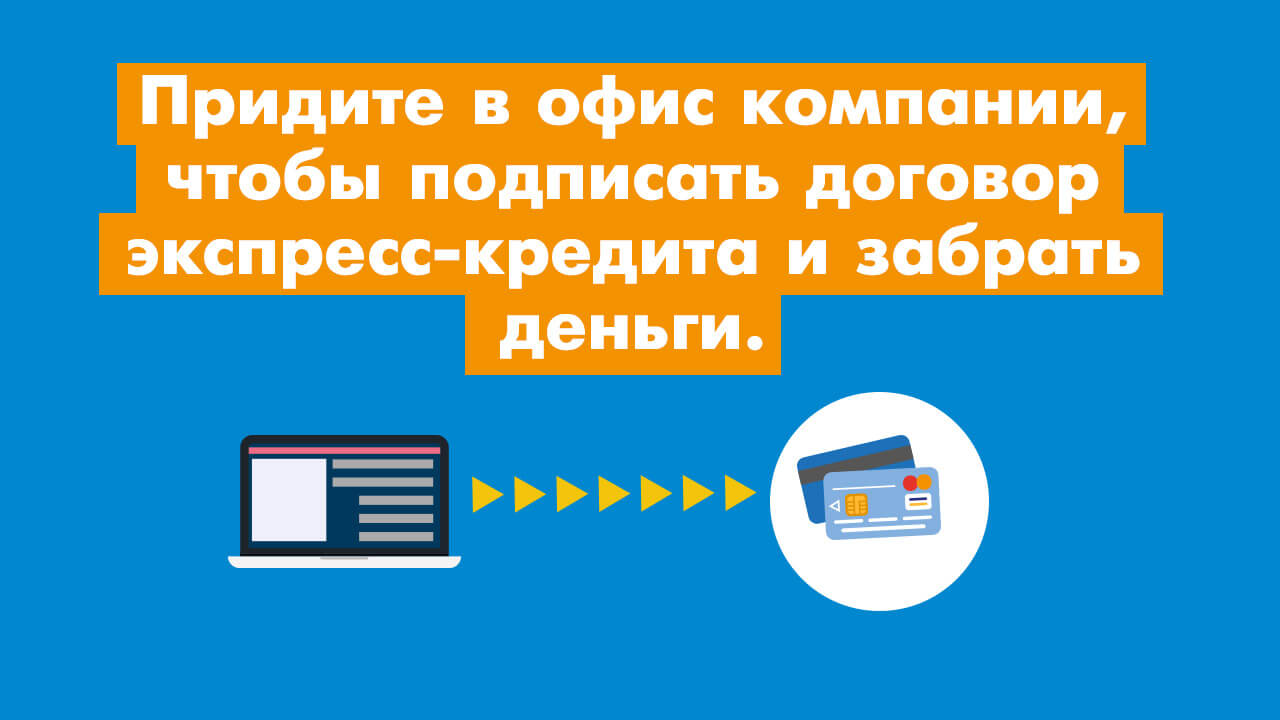 Придите в офис компании,
чтобы подписать договор
экспресс-кредита и забрать
деньги.